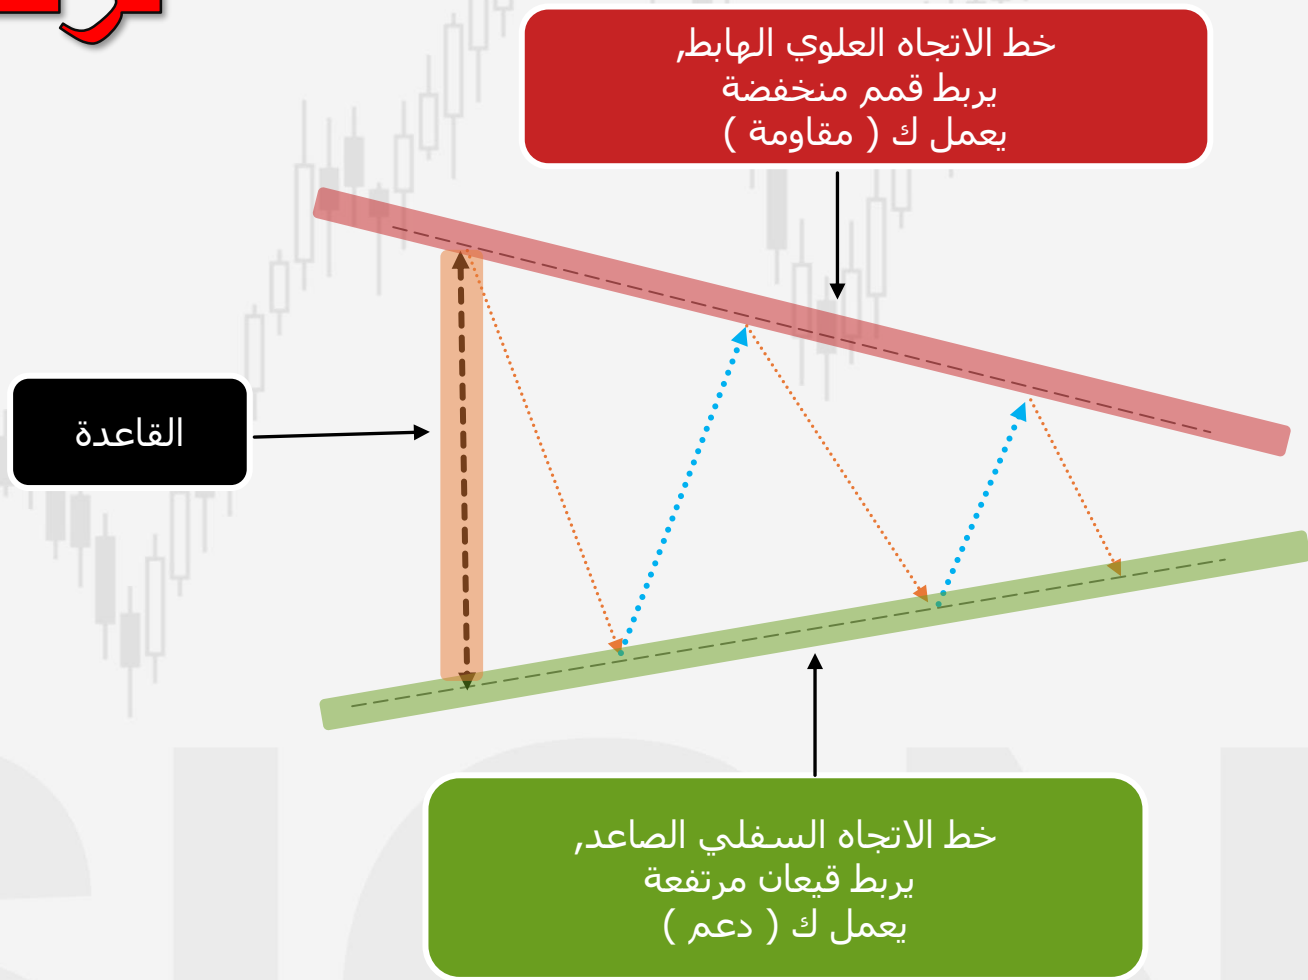 خط الاتجاه العلوي الهابط,
يربط قمم منخفضة
يعمل ك ( مقاومة )
القاعدة
خط الاتجاه السفلي الصاعد,
يربط قيعان مرتفعة
يعمل ك ( دعم )